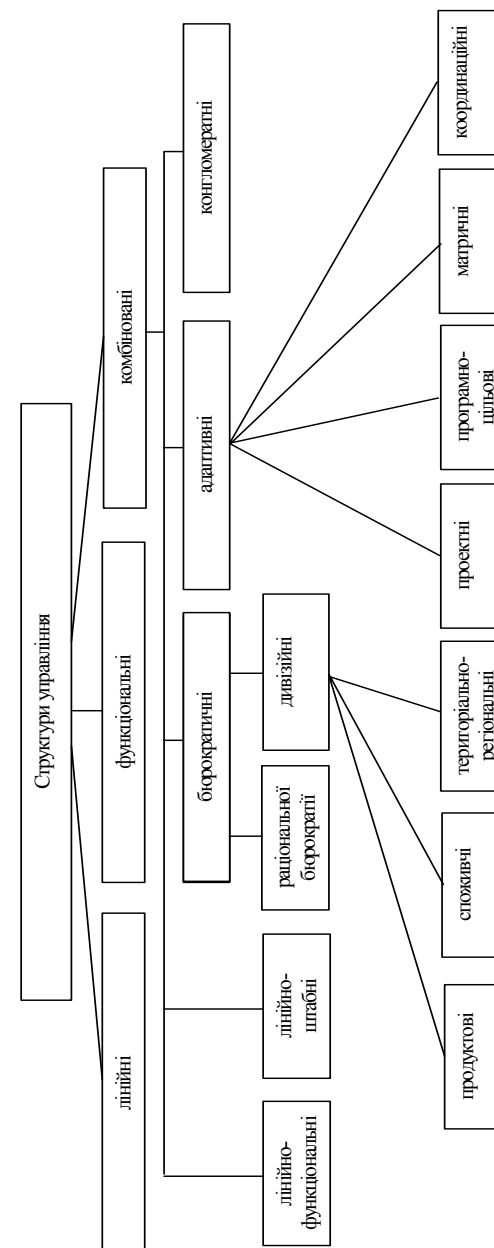 Структури управління
лінійні
функціональні
комбіновані
бюрократичні
адаптивні
конгломератні
лінійно-
функціональні
лінійно-
штабні
раціональної
бюрократії
дивізійні
продуктові
споживчі
територіально-
регіональні
проектні
програмно-
цільові
матричні
координаційні